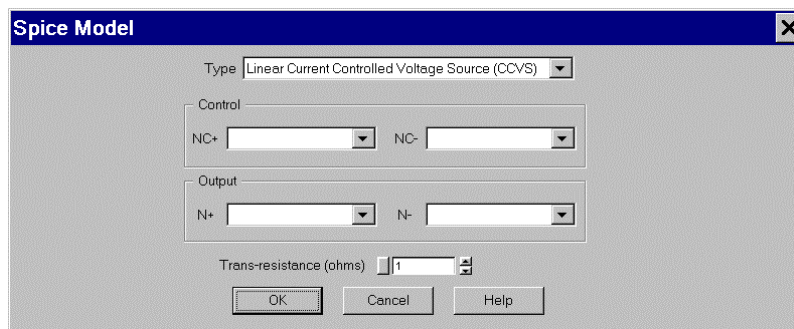 Spice Model
Type Linear Current Controlled Voltage Source (CCVS)
Control
NC+ NC-
Output
N+ N-
Trans-resistance (ohms) 1
OK Cancel Help